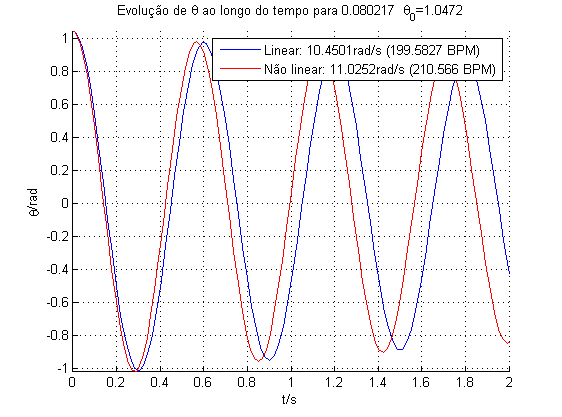 Evolução de θ ao longo do tempo para 0.080217 θ0=1.0472
Linear: 10.4501rad/s (199.5827 BPM)
Não linear: 11.0252rad/s (210.566 BPM)
1
0.8
0.6
0.4
0.2
0
-0.2
-0.4
-0.6
-0.8
-1
θ/rad
0 0.2 0.4 0.6 0.8 1 1.2 1.4 1.6 1.8 2
t/s